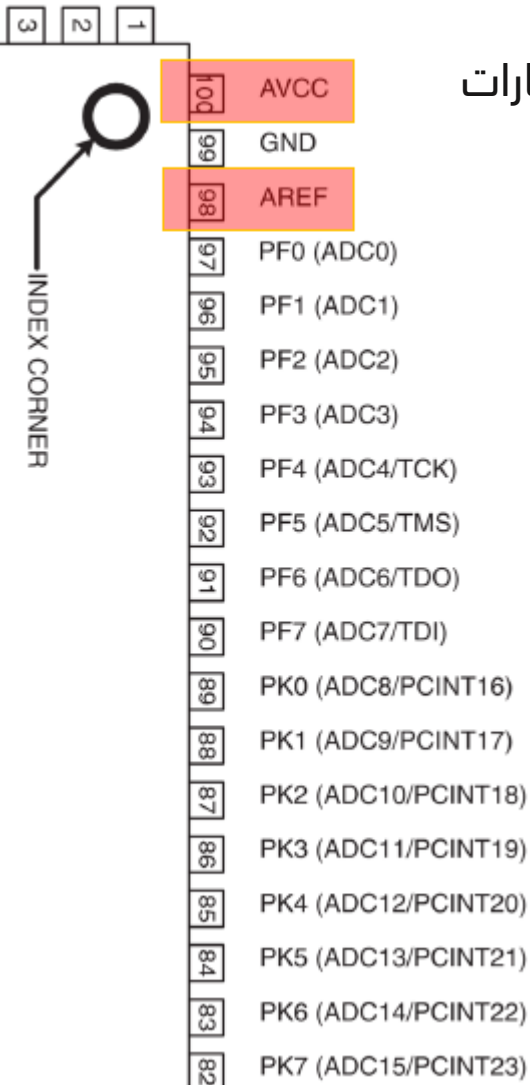 3 2 1
100 AVCC
99 GND
98 AREF
97 PF0 (ADC0)
96 PF1 (ADC1)
95 PF2 (ADC2)
94 PF3 (ADC3)
93 PF4 (ADC4/TCK)
92 PF5 (ADC5/TMS)
91 PF6 (ADC6/TDO)
90 PF7 (ADC7/TDI)
89 PK0 (ADC8/PCINT16)
88 PK1 (ADC9/PCINT17)
87 PK2 (ADC10/PCINT18)
86 PK3 (ADC11/PCINT19)
85 PK4 (ADC12/PCINT20)
84 PK5 (ADC13/PCINT21)
83 PK6 (ADC14/PCINT22)
82 PK7 (ADC15/PCINT23)
INDEX CORNER